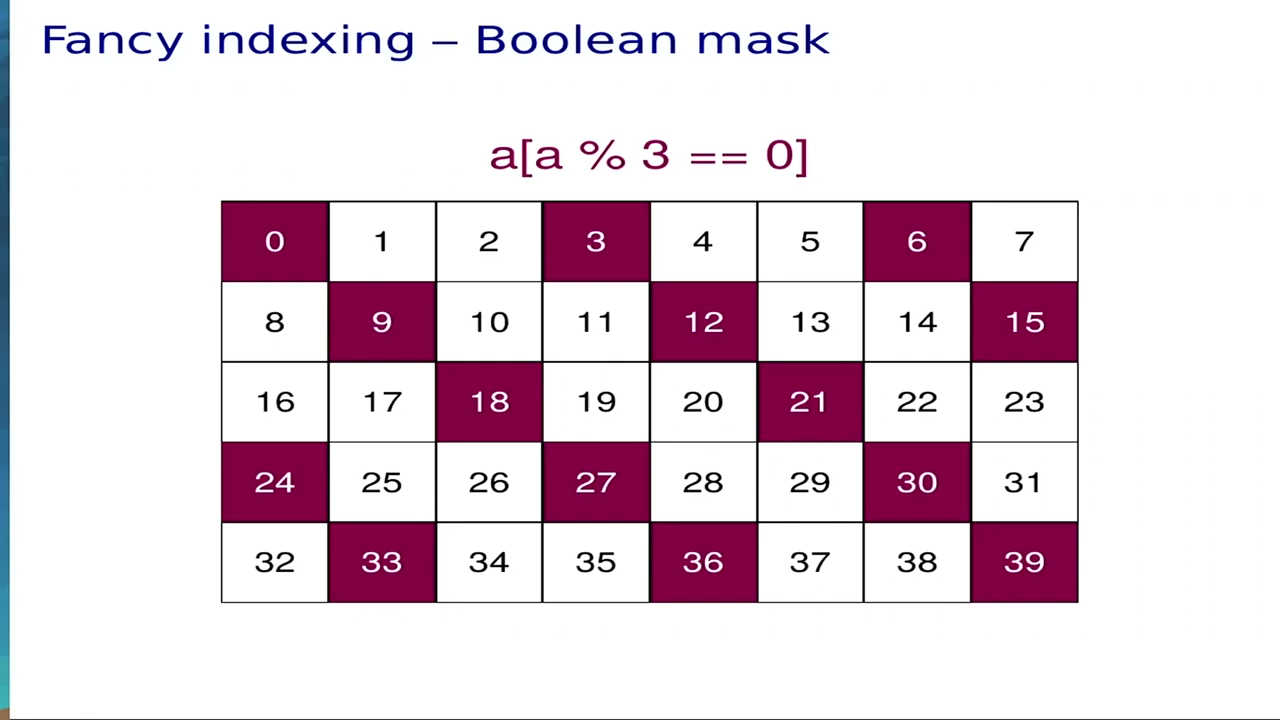 Fancy indexing – Boolean mask
a[a % 3 == 0]
0 1 2 3 4 5 6 7
8 9 10 11 12 13 14 15
16 17 18 19 20 21 22 23
24 25 26 27 28 29 30 31
32 33 34 35 36 37 38 39